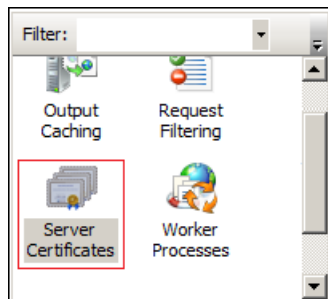 Filter:
Output Request
Caching Filtering
Server Worker
Certificates Processes